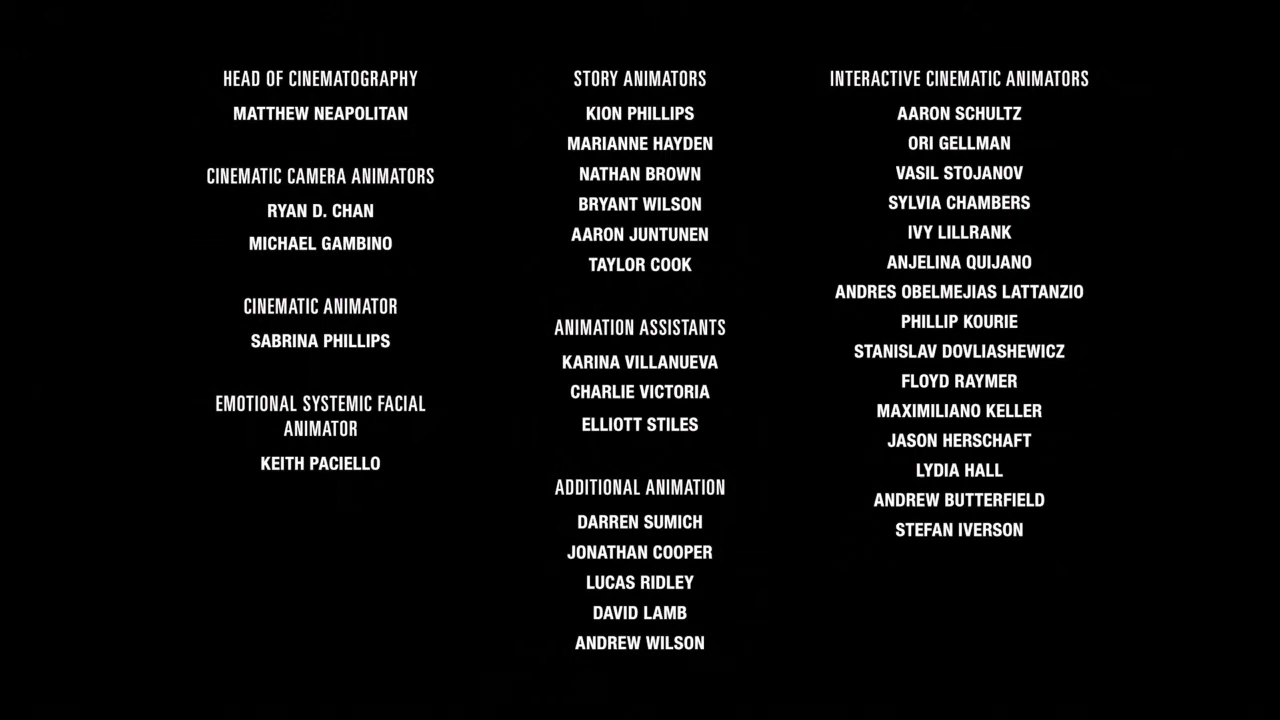 HEAD OF CINEMATOGRAPHY
MATTHEW NEAPOLITAN
CINEMATIC CAMERA ANIMATORS
RYAN D. CHAN
MICHAEL GAMBINO
CINEMATIC ANIMATOR
SABRINA PHILLIPS
EMOTIONAL SYSTEMIC FACIAL
ANIMATOR
KEITH PACIELLO
STORY ANIMATORS
KION PHILLIPS
MARIANNE HAYDEN
NATHAN BROWN
BRYANT WILSON
AARON JUNTUNEN
TAYLOR COOK
ANIMATION ASSISTANTS
KARINA VILLANUEVA
CHARLIE VICTORIA
ELLIOTT STILES
ADDITIONAL ANIMATION
DARREN SUMICH
JONATHAN COOPER
LUCAS RIDLEY
DAVID LAMB
ANDREW WILSON
INTERACTIVE CINEMATIC ANIMATORS
AARON SCHULTZ
ORI GELLMAN
VASIL STOJANOV
SYLVIA CHAMBERS
IVY LILLRANK
ANJELINA QUIJANO
ANDRES OBELMEJIAS LATTANZIO
PHILLIP KOURIE
STANISLAV DOVLIASHEWICZ
FLOYD RAYMER
MAXIMILIANO KELLER
JASON HERSCHAFT
LYDIA HALL
ANDREW BUTTERFIELD
STEFAN IVERSON